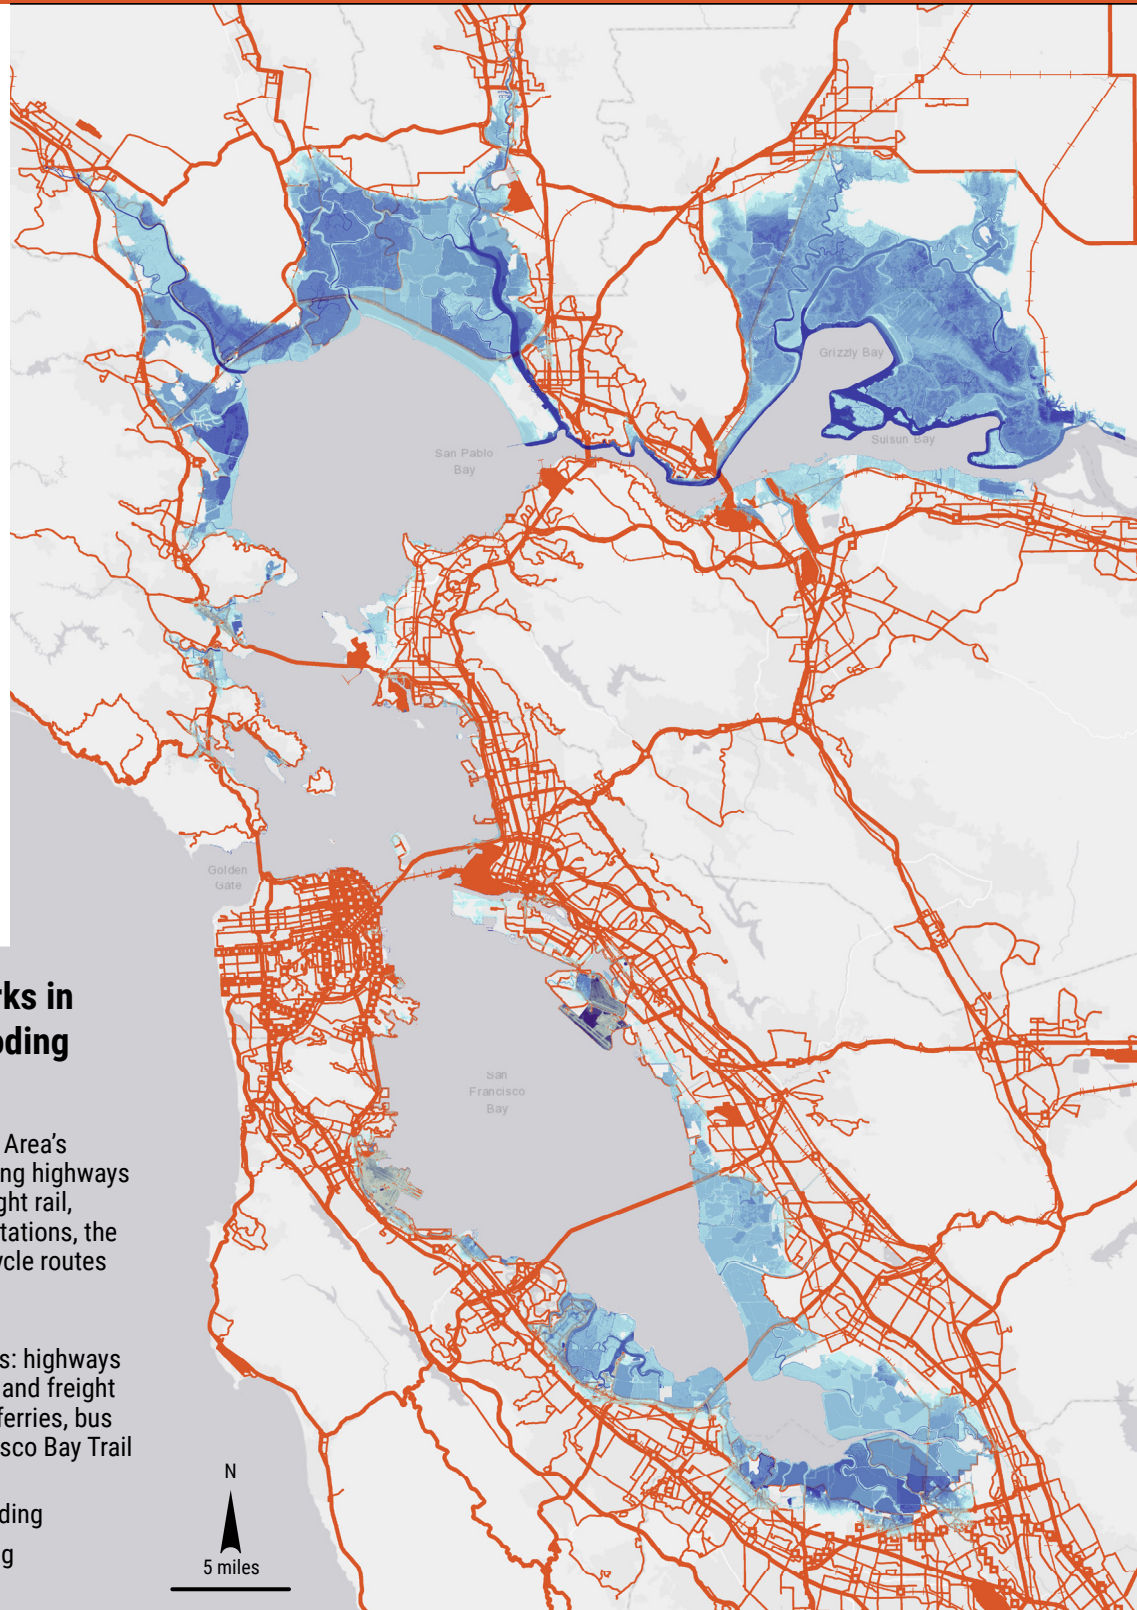 Grizzly Bay
Suisun Bay
San Pablo
Bay
Golden
Gate
rks in
oding
San
Francisco
Bay
Area’s
ng highways
ght rail,
tations, the
ycle routes
s: highways
and freight
ferries, bus
sco Bay Trail
ding
g
N
5 miles